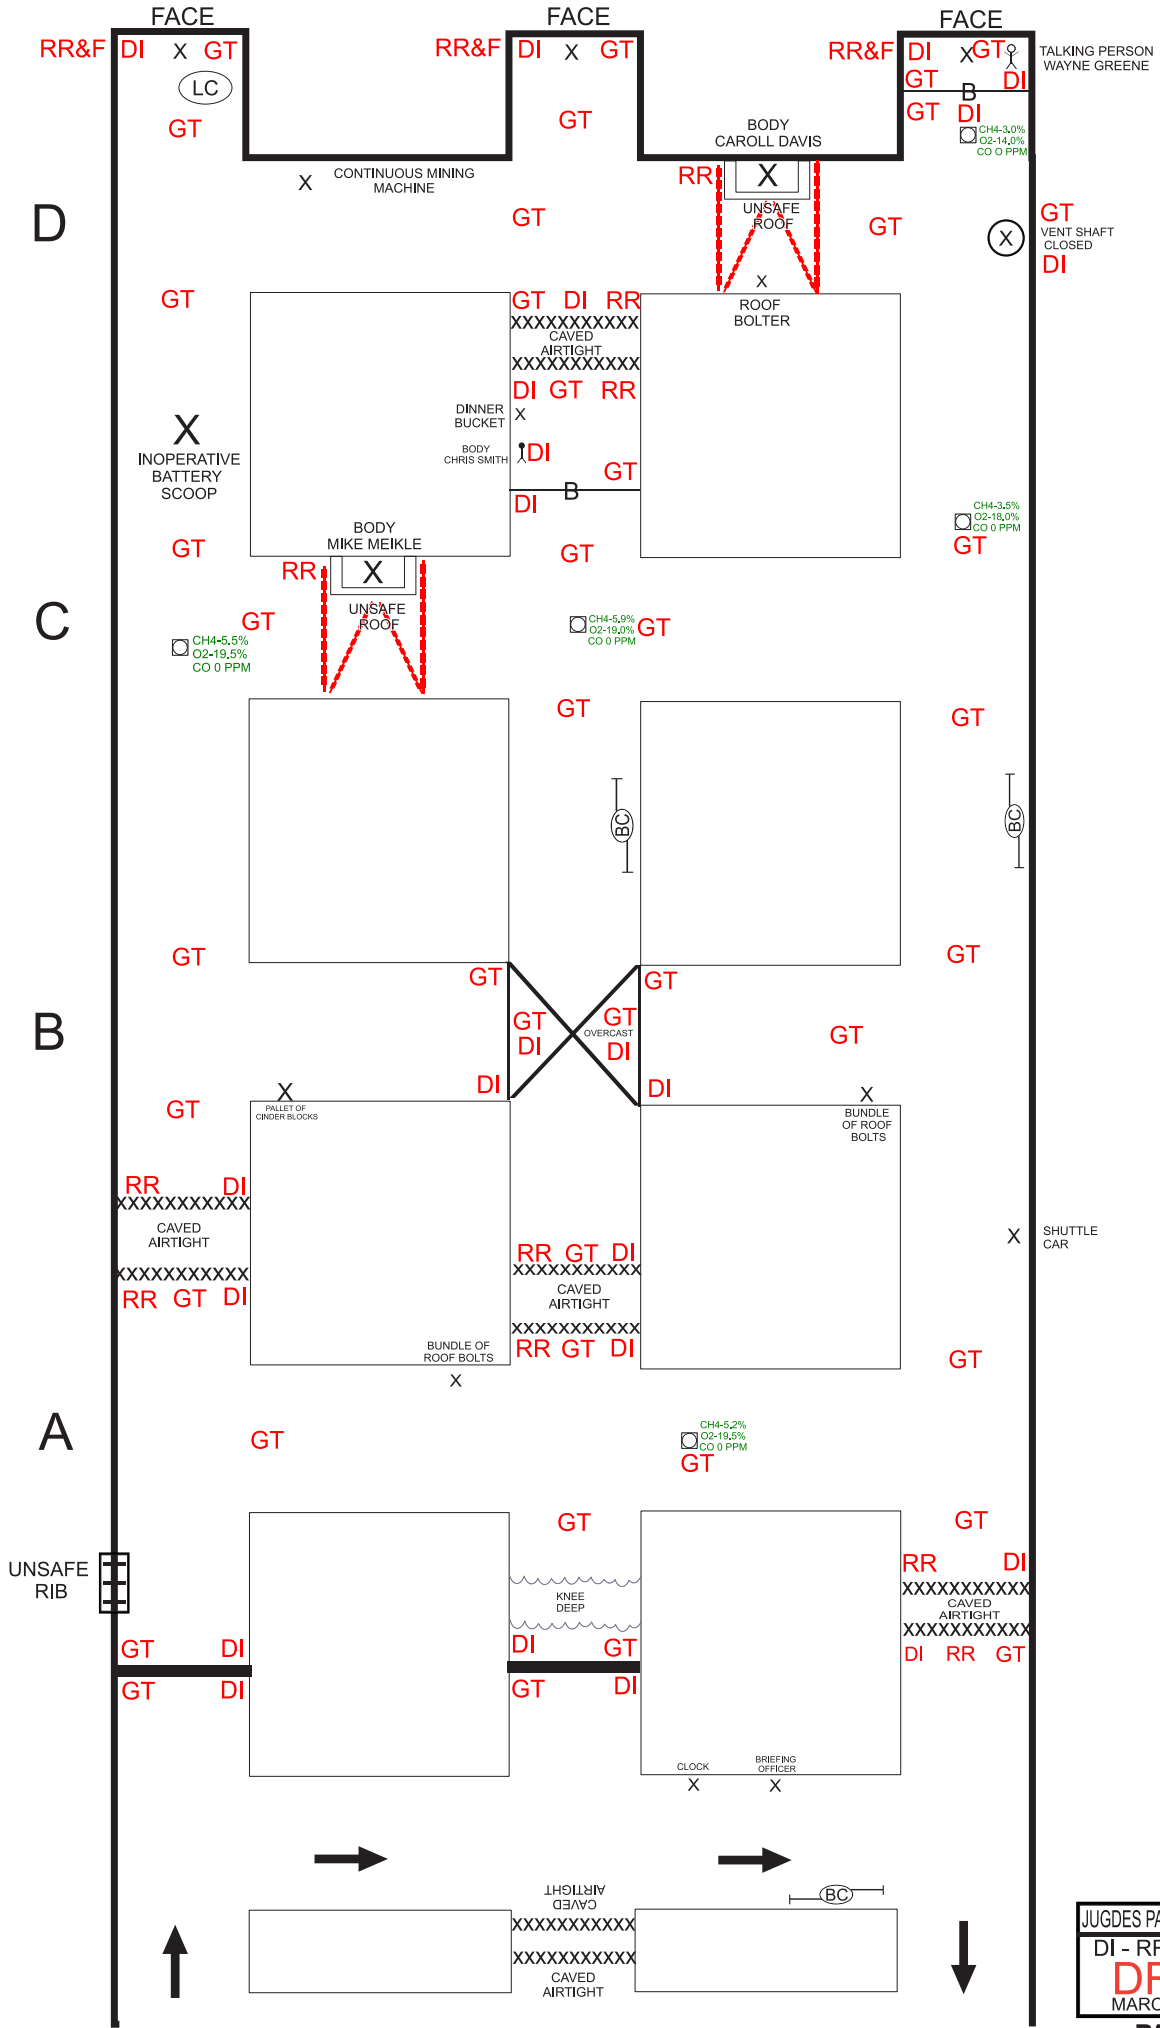 FACE
FACE
FACE
RR&F DI X GT
RR&F DI X GT
RR&F DI X GT
TALKING PERSON
WAYNE GREENE
LC
GT DI
B
GT
GT
GT DI
CH4-3.0%
O2-14.0%
CO O PPM
BODY
CAROLL DAVIS
X CONTINUOUS MINING
MACHINE
RR X
UNSAFE
ROOF
D
GT
GT
GT
X
VENT SHAFT
CLOSED
DI
GT
X
ROOF
BOLTER
GT DI RR
XXXXXXXXXXX
CAVED
AIRTIGHT
XXXXXXXXXXX
DI GT RR
DINNER
BUCKET X
X
INOPERATIVE
BATTERY
SCOOP
BODY
CHRIS SMITH
DI
GT
B
DI
CH4-3.5%
O2-18.0%
CO 0 PPM
GT
GT
BODY
MIKE MEIKLE
GT
RR X
UNSAFE
ROOF
C
GT
CH4-5.5%
O2-19.5%
CO 0 PPM
CH4-5.9%
O2-19.0%
CO 0 PPM
GT
GT
GT
BC
BC
GT
GT
GT
GT
B
GT
DI
GT
OVERCAST
DI
GT
DI
DI
X
PALLET OF
CINDER BLOCKS
GT
X
BUNDLE
OF ROOF
BOLTS
RR DI
XXXXXXXXXXX
CAVED
AIRTIGHT
XXXXXXXXXXX
RR GT DI
X SHUTTLE
CAR
RR GT DI
XXXXXXXXXXX
CAVED
AIRTIGHT
XXXXXXXXXXX
RR GT DI
BUNDLE OF
ROOF BOLTS
X
GT
A
GT
CH4-5.2%
O2-19.5%
CO 0 PPM
GT
GT
GT
UNSAFE
RIB
KNEE
DEEP
RR DI
XXXXXXXXXXX
CAVED
AIRTIGHT
XXXXXXXXXXX
DI RR GT
GT DI
GT DI
DI GT
GT DI
CLOCK
X
BRIEFING
OFFICER
X
CAVED
AIRTIGHT
XXXXXXXXXXX
XXXXXXXXXXX
CAVED
AIRTIGHT
BC
JUGDES PA
DI - RR